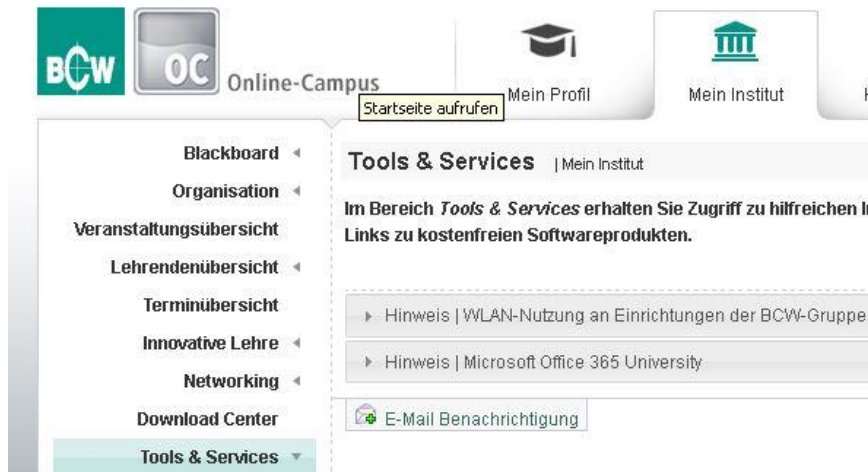 BCW
OC
Online-Campus
Startseite aufrufen
Mein Profil
Mein Institut
Blackboard
Organisation
Veranstaltungsübersicht
Lehrendenübersicht
Terminübersicht
Innovative Lehre
Networking
Download Center
Tools & Services
Tools & Services | Mein Institut
Im Bereich Tools & Services erhalten Sie Zugriff zu hilfreichen
Links zu kostenfreien Softwareprodukten.
Hinweis | WLAN-Nutzung an Einrichtungen der BCW-Gruppe
Hinweis | Microsoft Office 365 University
E-Mail Benachrichtigung